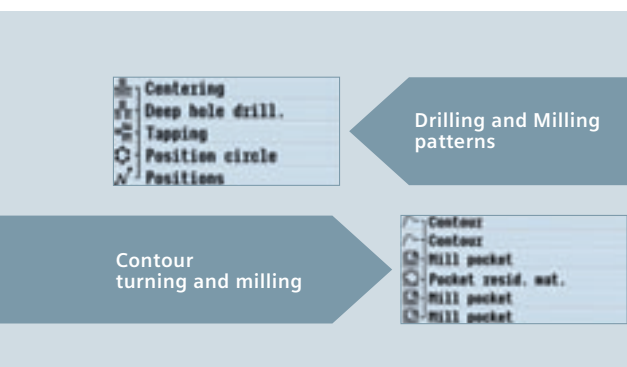 Centering
Deep hole drill.
Tapping
Position circle
Positions
Drilling and Milling
patterns
Contour
turning and milling
Contour
Contour
Mill pocket
Pocket resid. mat.
Mill pocket
Mill pocket